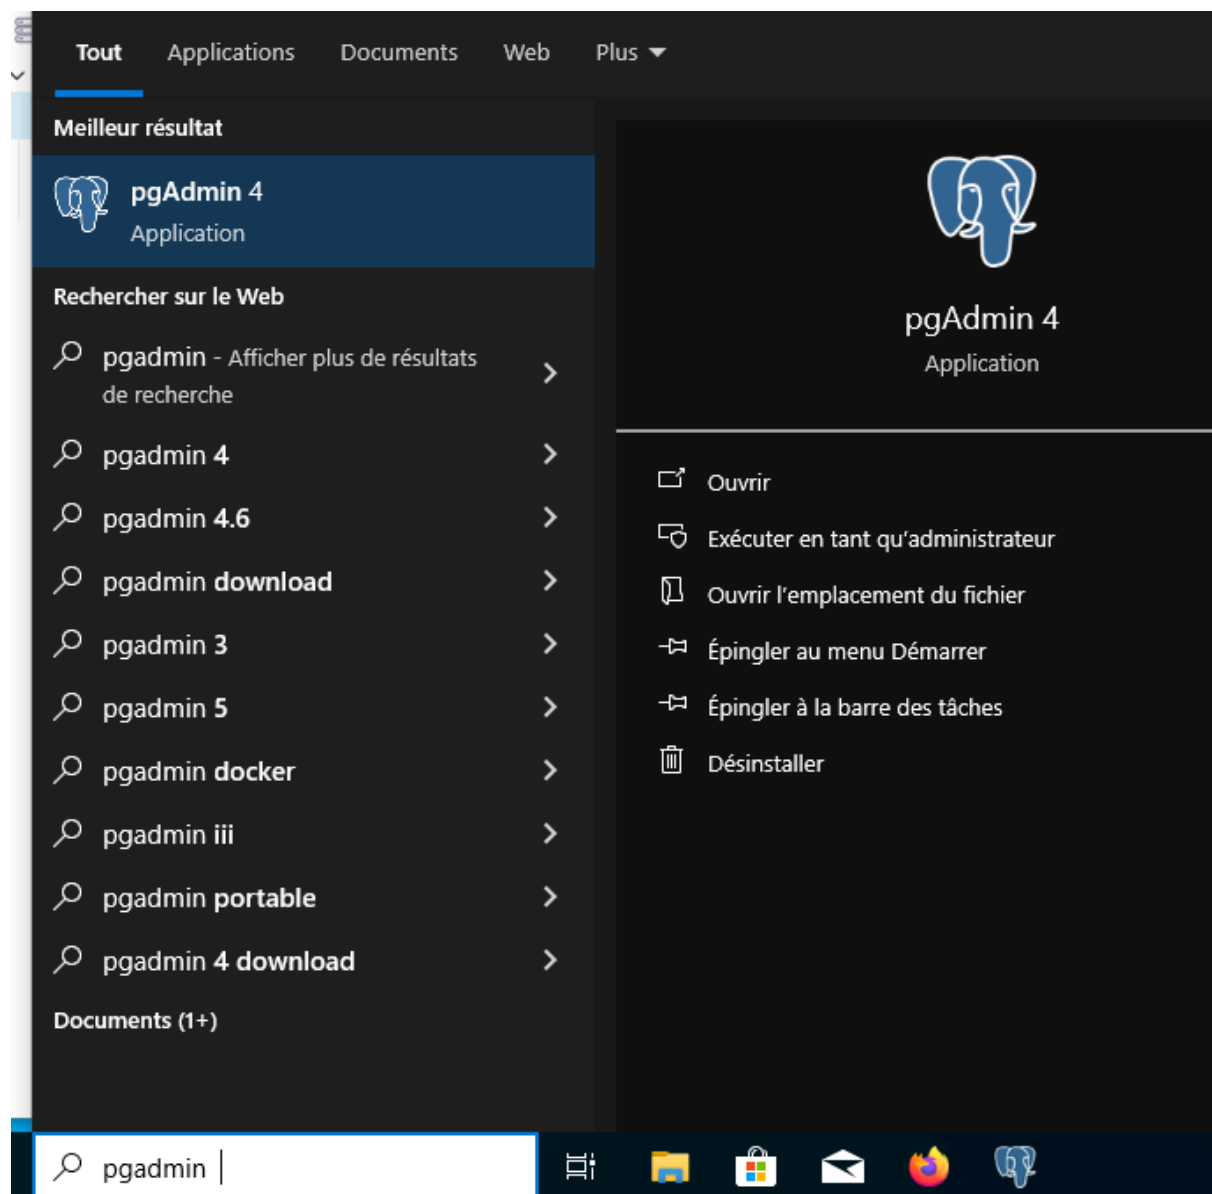 Tout Applications Documents Web Plus
Meilleur résultat
pgAdmin 4
Application
Rechercher sur le Web
pgadmin - Afficher plus de résultats
de recherche
pgadmin 4
pgadmin 4.6
pgadmin download
pgadmin 3
pgadmin 5
pgadmin docker
pgadmin iii
pgadmin portable
pgadmin 4 download
Documents (1+)
pgAdmin 4
Application
Ouvrir
Exécuter en tant qu'administrateur
Ouvrir l'emplacement du fichier
Épingler au menu Démarrer
Épingler à la barre des tâches
Désinstaller
pgadmin